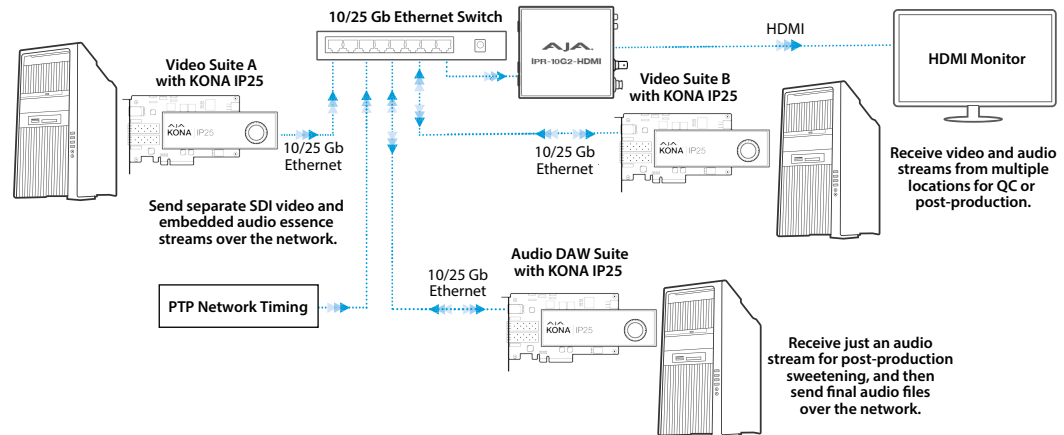 10/25 Gb Ethernet Switch
AJA.
IPR-10G2-HDMI
HDMI
HDMI Monitor
Video Suite A
with KONA IP25
AJA
KONA IP25
10/25 Gb
Ethernet
Video Suite B
with KONA IP25
10/25 Gb
Ethernet
AJA
KONA IP25
Receive video and audio
streams from multiple
locations for QC or
post-production.
Send separate SDI video and
embedded audio essence
streams over the network.
Audio DAW Suite
with KONA IP25
10/25 Gb
Ethernet
AJA
KONA IP25
PTP Network Timing
Receive just an audio
stream for post-production
sweetening, and then
send final audio files
over the network.